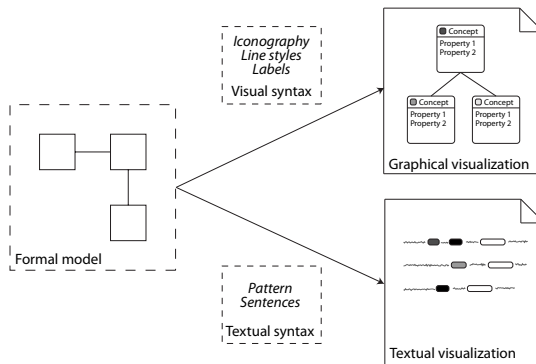 Iconography
Line styles
Labels
Visual syntax
Concept
Property 1
Property 2
Concept
Property 1
Property 2
Concept
Property 1
Property 2
Graphical visualization
Formal model
Pattern
Sentences
Textual syntax
Textual visualization